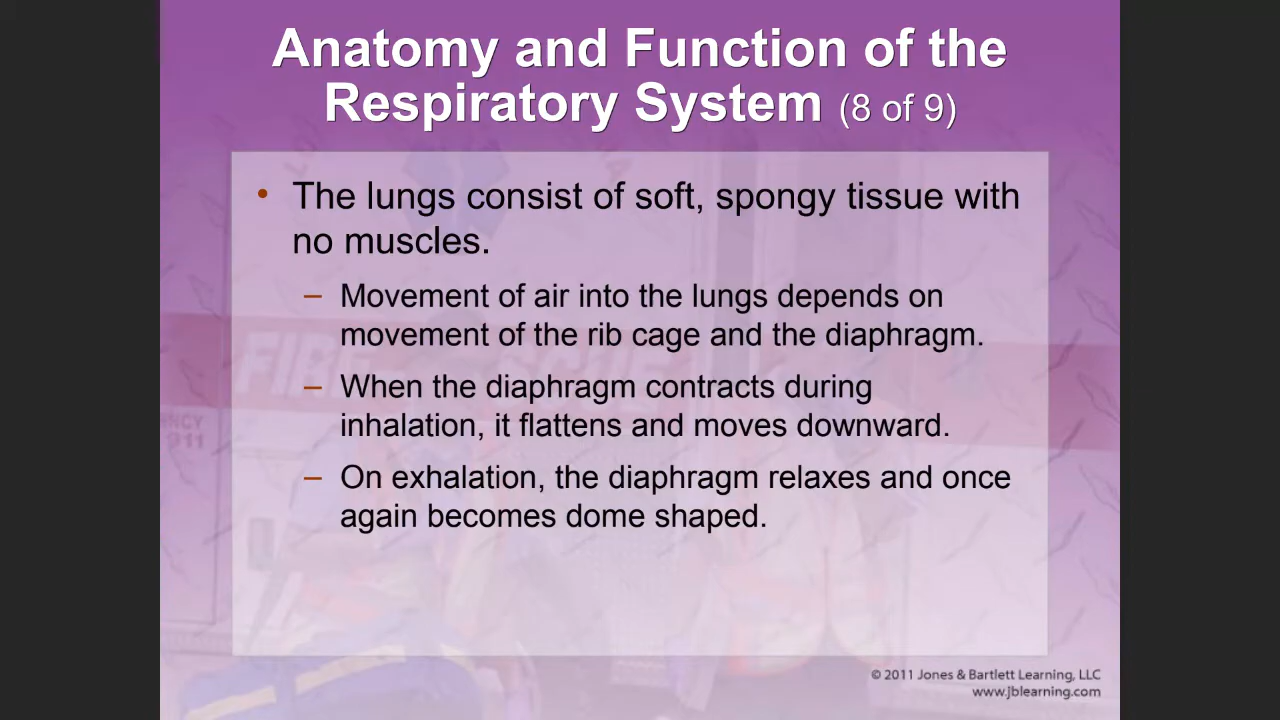 Anatomy and Function of the
Respiratory System (8 of 9)
• The lungs consist of soft, spongy tissue with
no muscles.
– Movement of air into the lungs depends on
movement of the rib cage and the diaphragm.
– When the diaphragm contracts during
inhalation, it flattens and moves downward.
– On exhalation, the diaphragm relaxes and once
again becomes dome shaped.
FIRE
911
© 2011 Jones & Bartlett Learning, LLC
www.jblearning.com